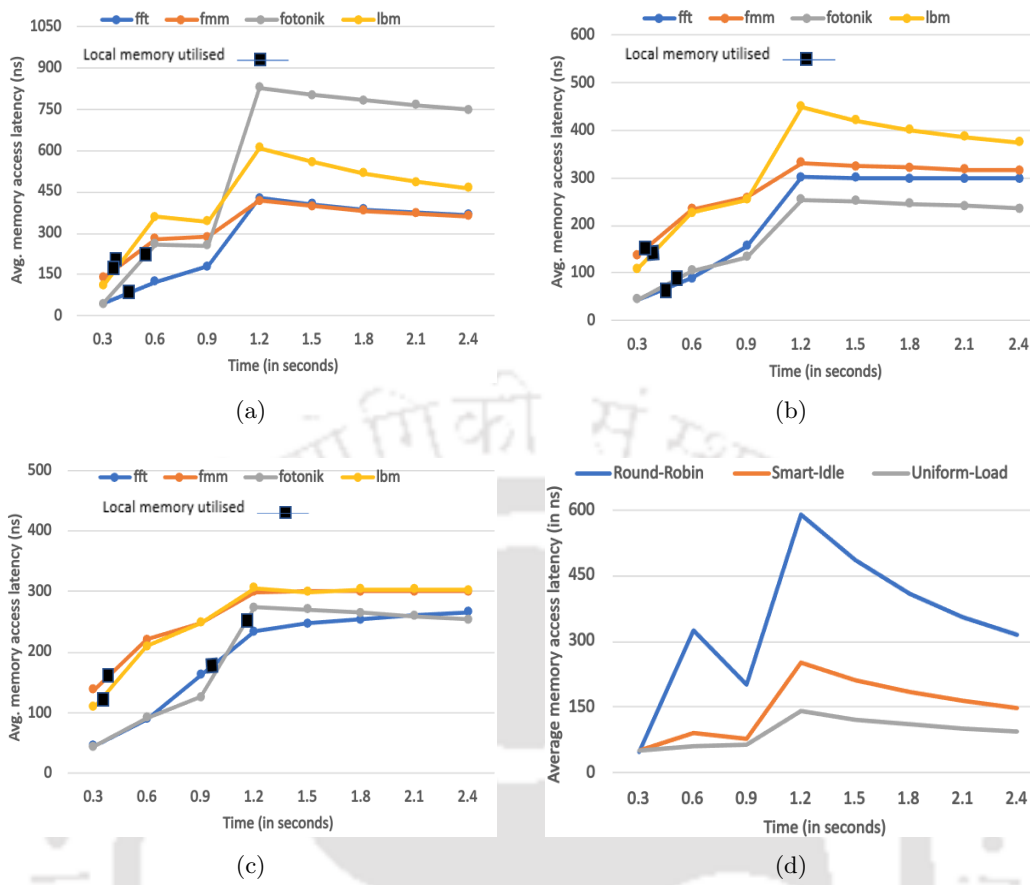 fft fmm fotonik lbm
Local memory utilised
Avg. memory access latency (ns)
1050
900
750
600
450
300
150
0
0.3 0.6 0.9 1.2 1.5 1.8 2.1 2.4
Time (in seconds)
(a)
fft fmm fotonik lbm
Local memory utilised
Avg. memory access latency (ns)
600
500
400
300
200
100
0
0.3 0.6 0.9 1.2 1.5 1.8 2.1 2.4
Time (in seconds)
(b)
fft fmm fotonik lbm
Local memory utilised
Avg. memory access latency (ns)
500
400
300
200
100
0
0.3 0.6 0.9 1.2 1.5 1.8 2.1 2.4
Time (in seconds)
(c)
Round-Robin Smart-Idle Uniform-Load
Average memory access latency (in ns)
600
450
300
150
0
0.3 0.6 0.9 1.2 1.5 1.8 2.1 2.4
Time (in seconds)
(d)